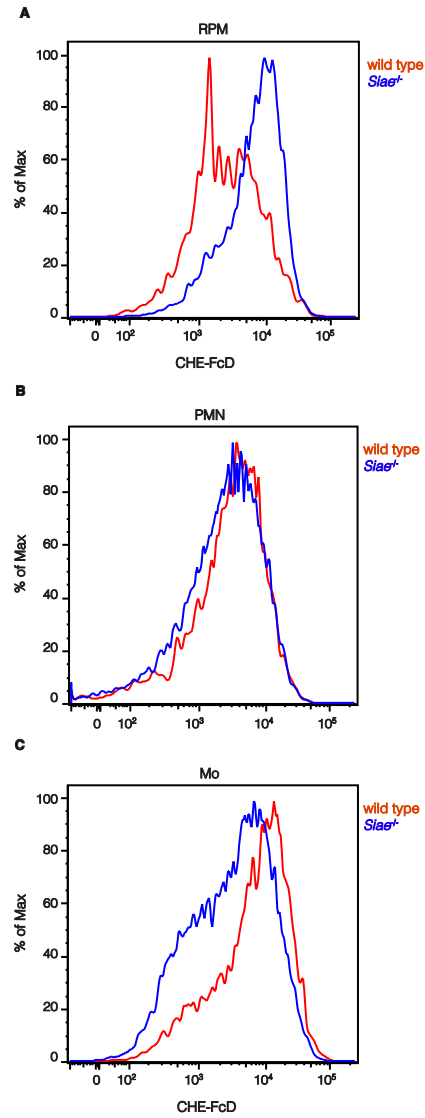 A
RPM
wild type
Siae-/-
% of Max
100
80
60
40
20
0
0 10² 10³ 10⁴ 10⁵
CHE-FcD
B
PMN
wild type
Siae-/-
% of Max
100
80
60
40
20
0
0 10² 10³ 10⁴ 10⁵
C
Mo
wild type
Siae-/-
% of Max
100
80
60
40
20
0
0 10² 10³ 10⁴ 10⁵
CHE-FcD